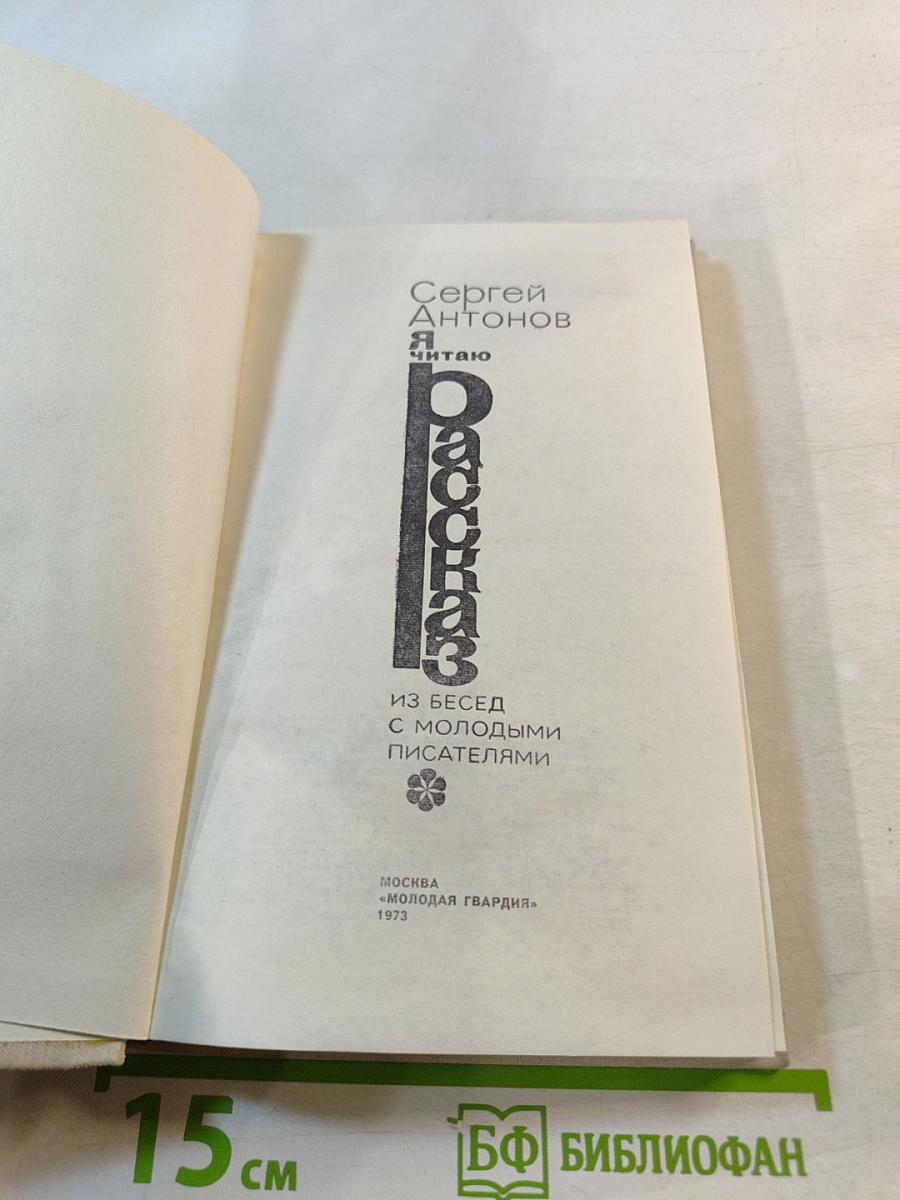 Сергей
Антонов
Я
читаю
рассказ
ИЗ БЕСЕД
С МОЛОДЫМИ
ПИСАТЕЛЯМИ
МОСКВА
«МОЛОДАЯ ГВАРДИЯ»
1973
15 см
БФ БИБЛИОФАН